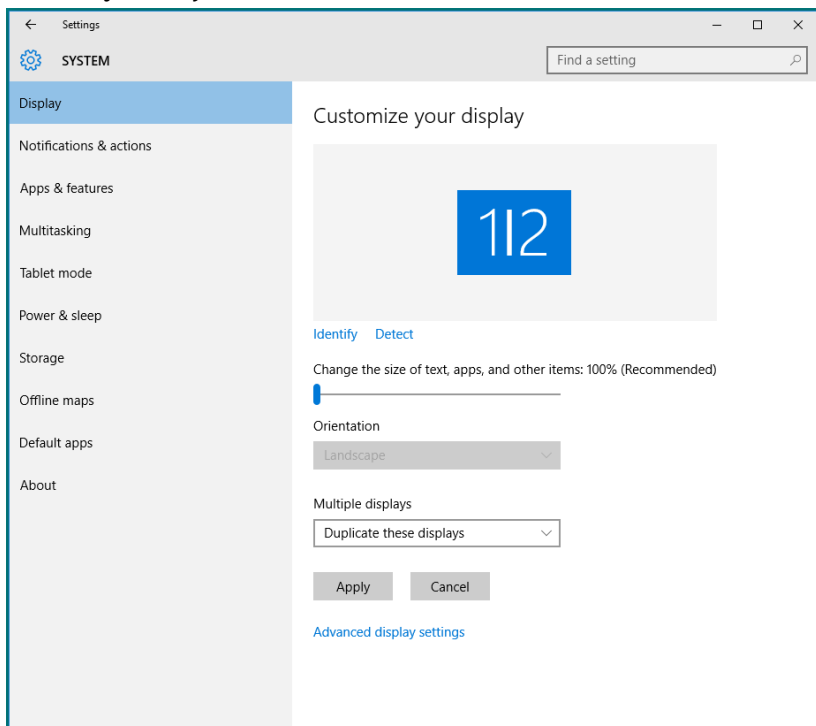 Settings
SYSTEM
Find a setting
Display
Notifications & actions
Apps & features
Multitasking
Tablet mode
Power & sleep
Storage
Offline maps
Default apps
About
Customize your display
1|2
Identify Detect
Change the size of text, apps, and other items: 100% (Recommended)
Orientation
Landscape
Multiple displays
Duplicate these displays
Apply Cancel
Advanced display settings